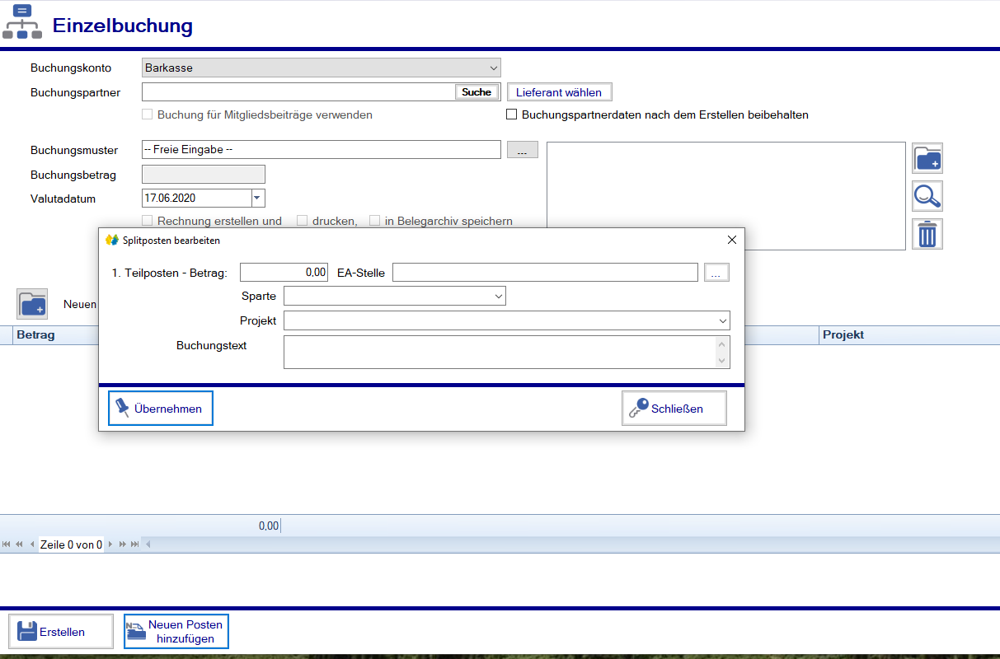 Einzelbuchung
Buchungskonto Barkasse
Buchungspartner Suche Lieferant wählen
Buchung für Mitgliedsbeiträge verwenden Buchungspartnerdaten nach dem Erstellen beibehalten
Buchungsmuster -- Freie Eingabe -- ...
Buchungsbetrag
Valutadatum 17.06.2020
Rechnung erstellen und drucken, in Belegarchiv speichern
Splitposten bearbeiten
1. Teilposten - Betrag: 0,00 EA-Stelle ...
Sparte
Projekt
Buchungstext
Übernehmen Schließen
Neuen
Betrag Projekt
0,00
Zeile 0 von 0
Erstellen
Neuen Posten
hinzufügen